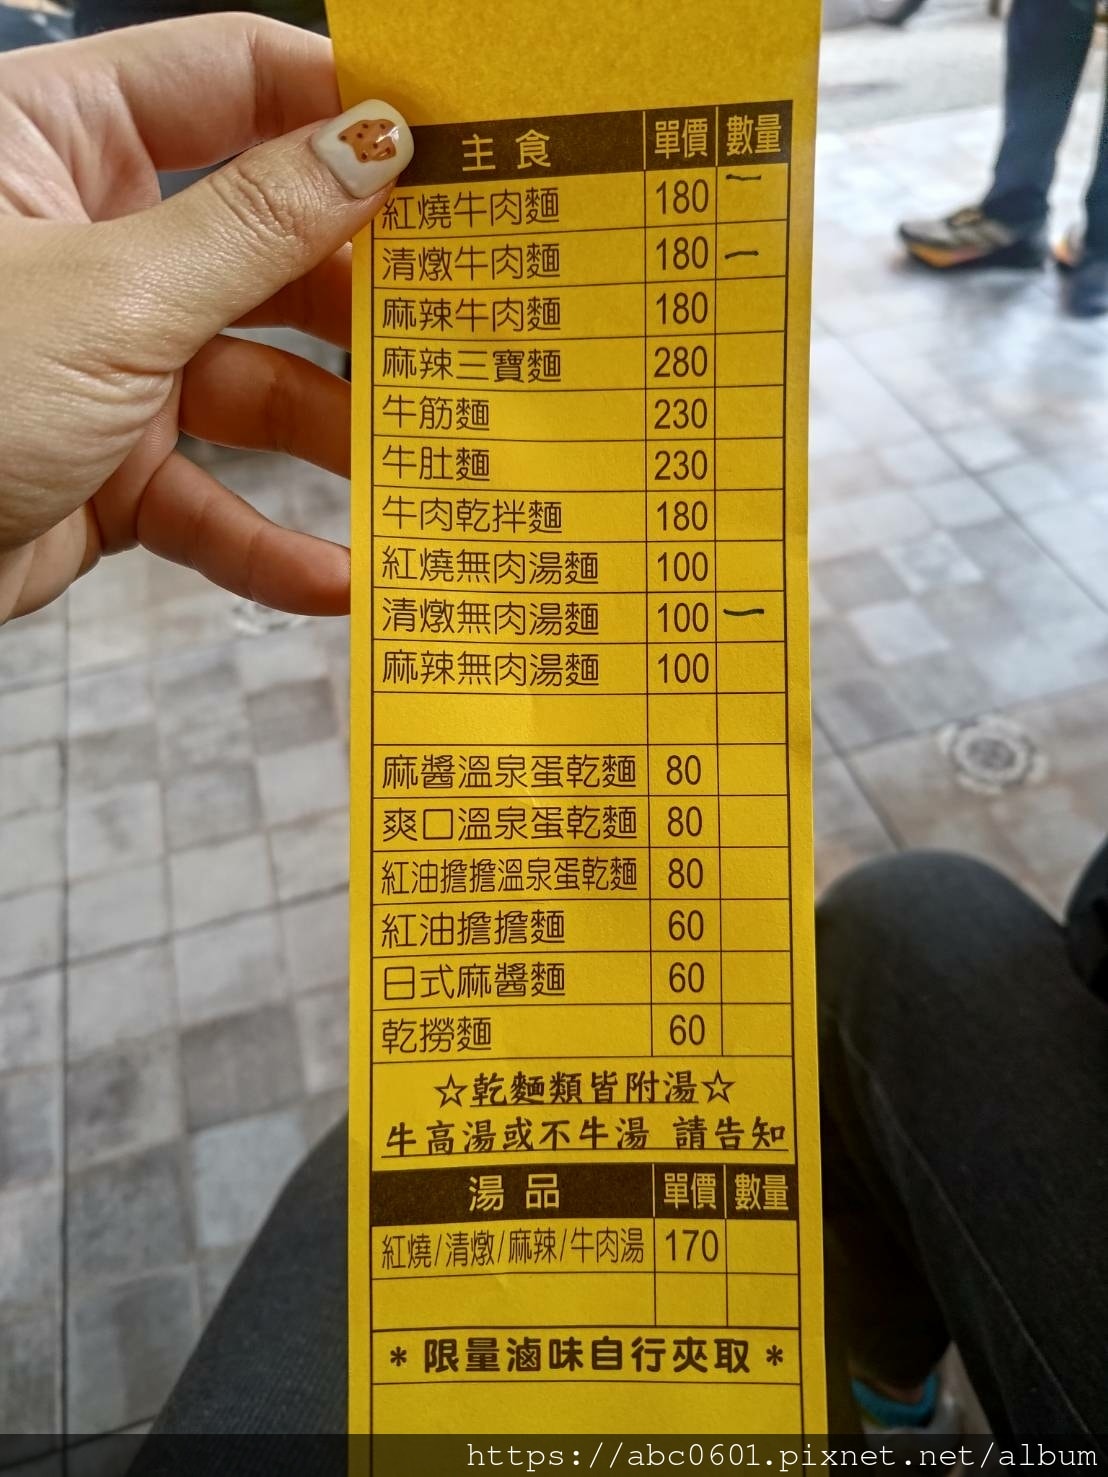 主食 單價 數量
紅燒牛肉麵 180 一
清燉牛肉麵 180 一
麻辣牛肉麵 180
麻辣三寶麵 280
牛筋麵 230
牛肚麵 230
牛肉乾拌麵 180
紅燒無肉湯麵 100
清燉無肉湯麵 100 一
麻辣無肉湯麵 100
麻醬溫泉蛋乾麵 80
爽口溫泉蛋乾麵 80
紅油擔擔溫泉蛋乾麵 80
紅油擔擔麵 60
日式麻醬麵 60
乾撈麵 60
☆乾麵類皆附湯☆
牛高湯或不牛湯 請告知
湯品 單價 數量
紅燒/清燉/麻辣/牛肉湯 170
*限量滷味自行夾取*
https://abc0601.pixnet.net/album